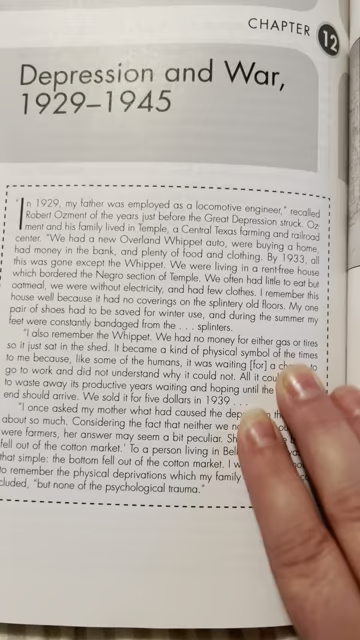 CHAPTER 12
Depression and War,
1929–1945
"In 1929, my father was employed as a locomotive engineer," recalled
Robert Ozment of the years just before the Great Depression struck. Oz
ment and his family lived in Temple, a Central Texas farming and railroad
center. "We had a new Overland Whippet auto, were buying a home,
had money in the bank, and plenty of food and clothing. By 1933, all
this was gone except the Whippet. We were living in a rent-free house
which bordered the Negro section of Temple. We often had little to eat but
oatmeal, we were without electricity, and had few clothes. I remember this
house well because it had no coverings on the splintery old floors. My one
pair of shoes had to be saved for winter use, and during the summer my
feet were constantly bandaged from the . . . splinters.
"I also remember the Whippet. We had no money for either gas or tires
so it just sat in the shed. It became a kind of physical symbol of the times
to me because, like some of the humans, it was waiting [for] a to
go to work and did not understand why it could not. All it
to waste away its productive years waiting and hoping until the
end should arrive. We sold it for five dollars in 1939
"I once asked my mother what had caused the
about so much. Considering the fact that neither we
were farmers, her answer may seem a bit peculiar.
fell out of the cotton market.' To a person living in
that simple: the bottom fell out of the cotton market. I
to remember the physical deprivations which my family
cluded, "but none of the psychological trauma."